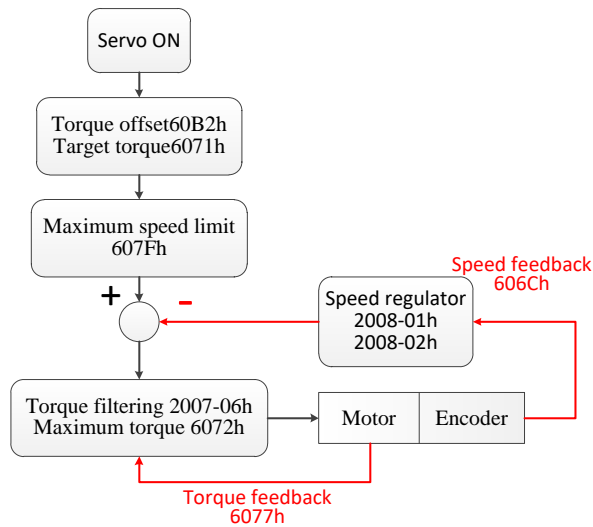 Servo ON
Torque offset60B2h
Target torque6071h
Maximum speed limit
607Fh
Speed feedback
606Ch
+
-
Speed regulator
2008-01h
2008-02h
Torque filtering 2007-06h
Maximum torque 6072h
Motor
Encoder
Torque feedback
6077h